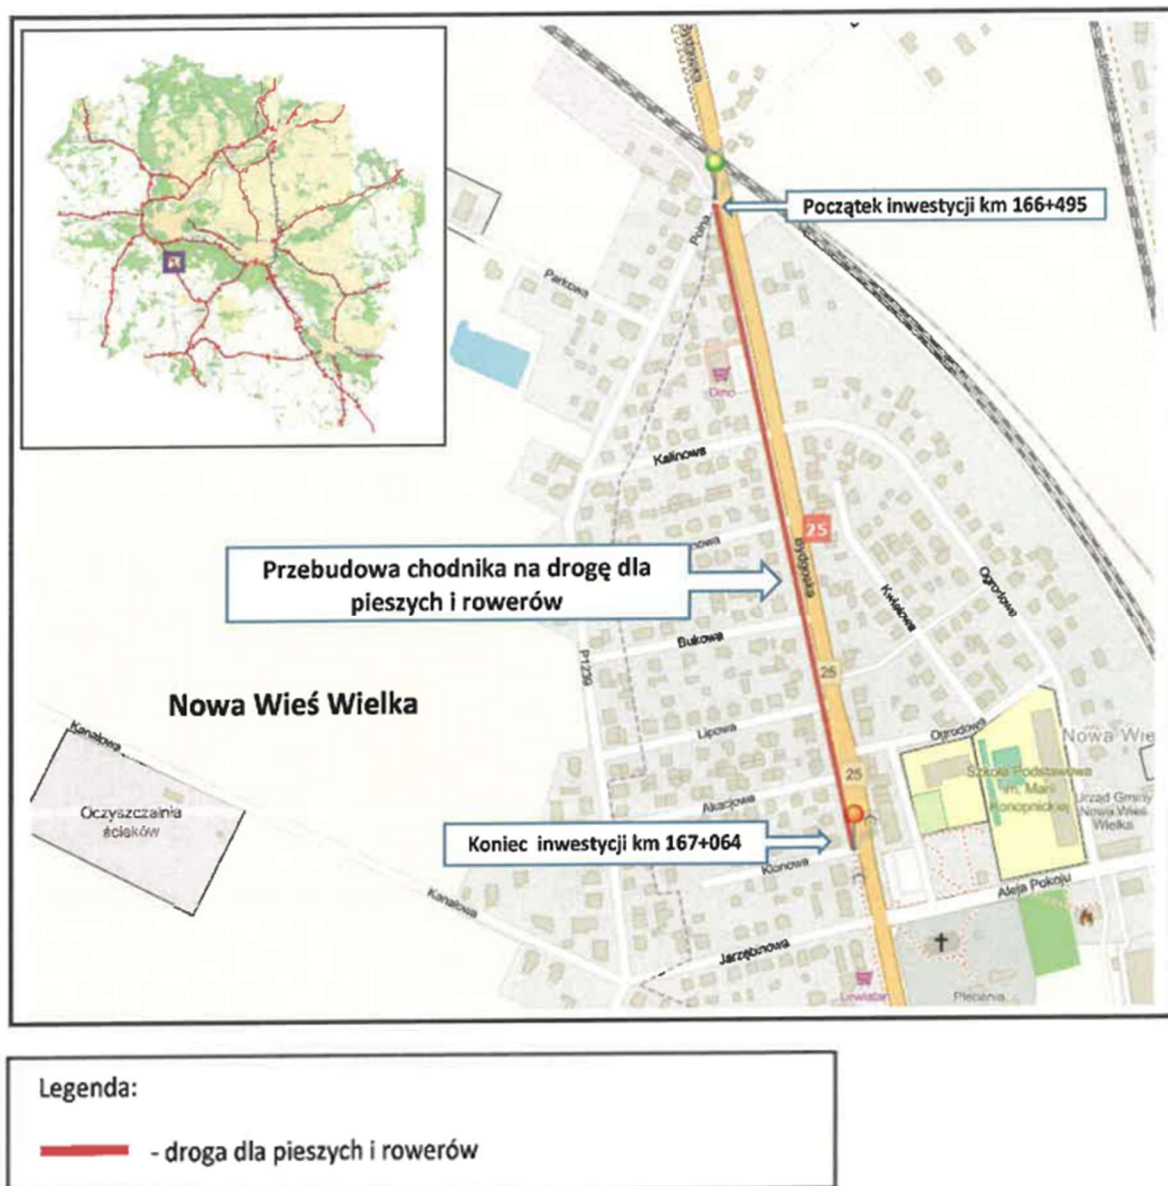 Bydgoska
Początek inwestycji km 166+495
Polna
Parkowa
Dino
Kalinowa
25
Przebudowa chodnika na drogę dla
pieszych i rowerów
Bydgoska
Kwiatowa
Ogrodowa
Bukowa
P1239
25
Nowa Wieś Wielka
Kanałowa
Lipowa
Ogrodowa
Nowa Wie
25
Szkoła Podstawowa
im. Marii
Konopnickiej
Urząd Gminy
Nowa Wieś
Wielka
Akacjowa
Oczyszczalnia
ścieków
Koniec inwestycji km 167+064
Klonowa
Aleja Pokoju
Kanałowa
Jarzębinowa
Lewiatan
Plebania
Legenda:
- droga dla pieszych i rowerów